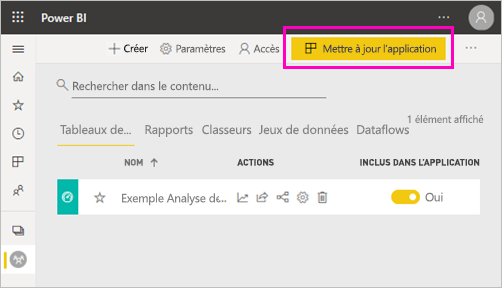 Power BI
Créer Paramètres Accès Mettre à jour l'application
Rechercher dans le contenu...
1 élément affiché
Tableaux de... Rapports Classeurs Jeux de données Dataflows
NOM ACTIONS INCLUS DANS L'APPLICATION
Exemple Analyse de... Oui